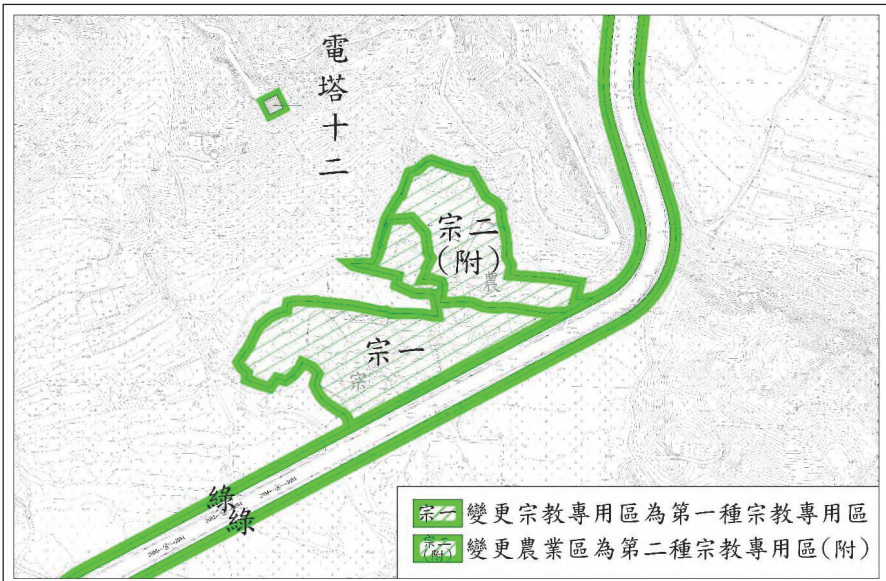 電塔十二
宗二
(附)
農
宗一
宗
綠
綠
宗一 變更宗教專用區為第一種宗教專用區
宗二(附) 變更農業區為第二種宗教專用區(附)